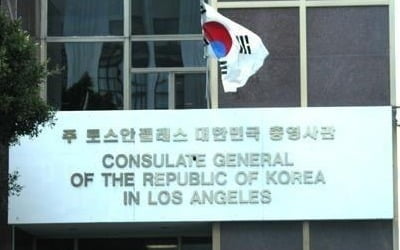 주 로스안젤레스 대한민국 총영사관
CONSULATE GENERAL
OF THE REPUBLIC OF KOREA
IN LOS ANGELES